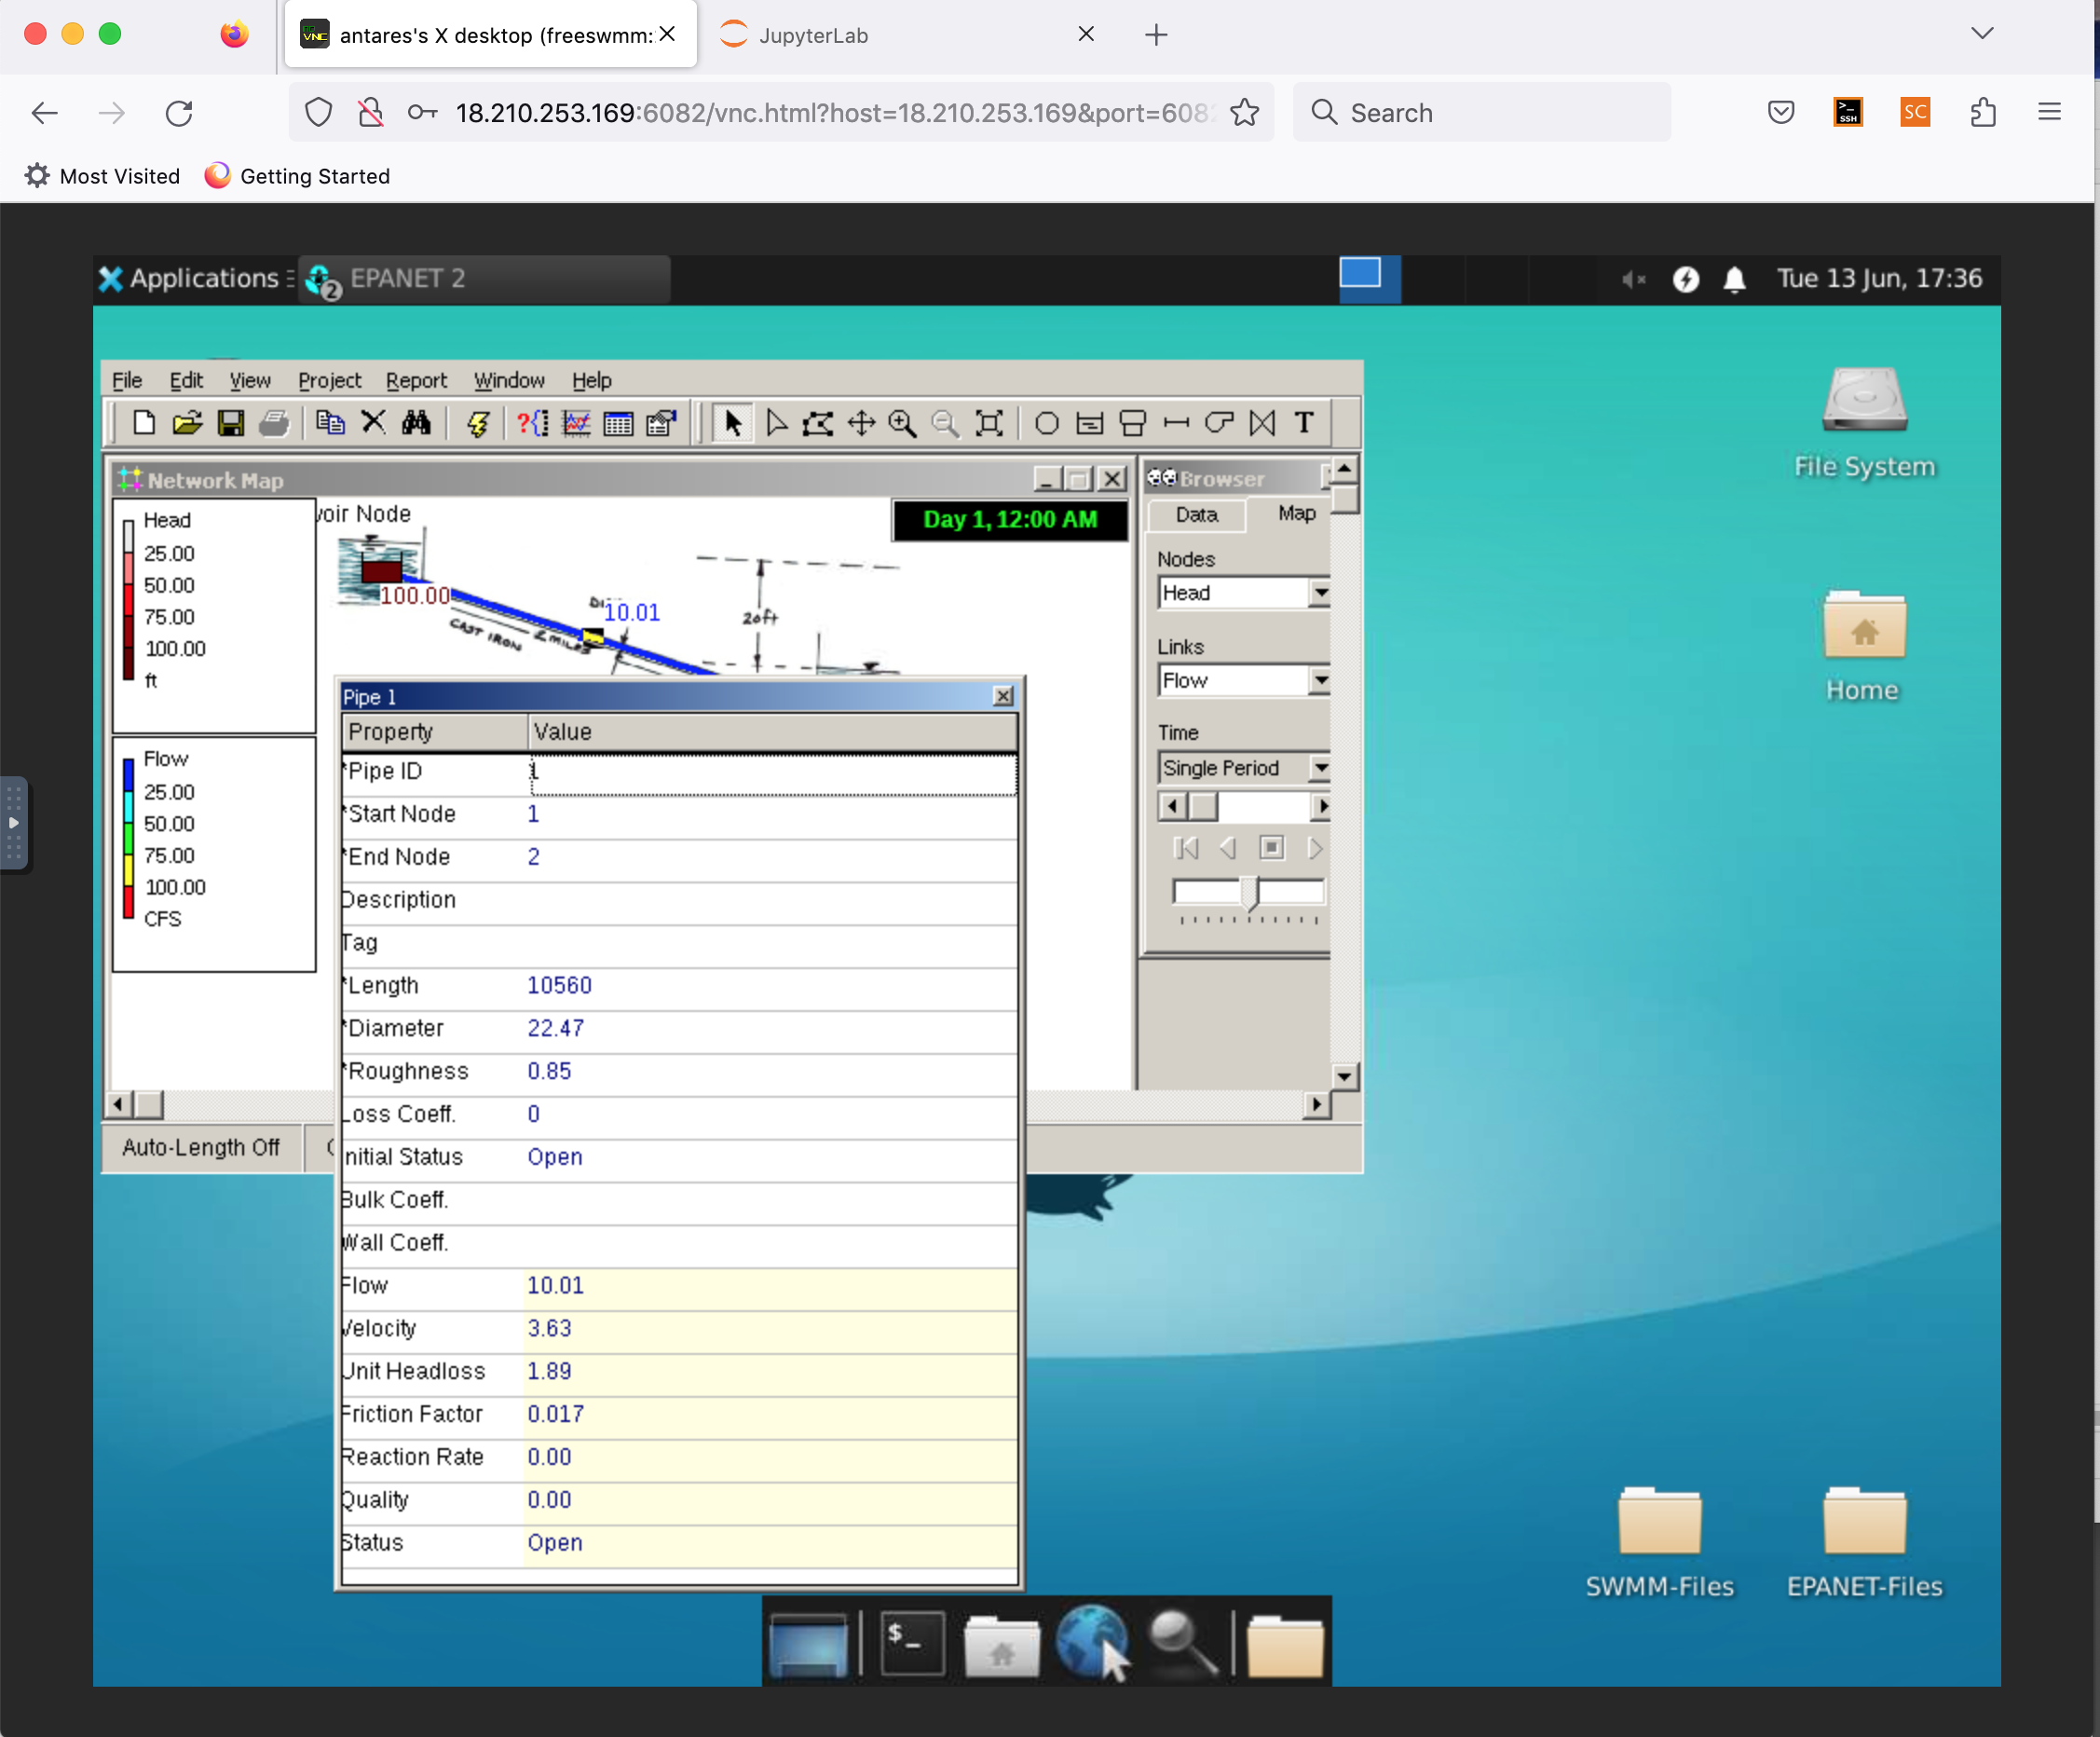 antares's X desktop (freeswmm:
JupyterLab
18.210.253.169:6082/vnc.html?host=18.210.253.169&port=6082
Search
SSH
SC
Most Visited
Getting Started
Applications
2
EPANET 2
Tue 13 Jun, 17:36
File Edit View Project Report Window Help
T
Network Map
Head
25.00
50.00
75.00
100.00
ft
Flow
25.00
50.00
75.00
100.00
CFS
oir Node
Day 1, 12:00 AM
100.00
10.01
CAST IRON 2 MILES
20ft
Browser
Data Map
Nodes
Head
Links
Flow
Time
Single Period
Pipe 1
Property Value
*Pipe ID 1
*Start Node 1
*End Node 2
Description
Tag
*Length 10560
*Diameter 22.47
*Roughness 0.85
Loss Coeff. 0
Initial Status Open
Bulk Coeff.
Wall Coeff.
Flow 10.01
Velocity 3.63
Unit Headloss 1.89
Friction Factor 0.017
Reaction Rate 0.00
Quality 0.00
Status Open
Auto-Length Off
File System
Home
SWMM-Files
EPANET-Files
$_